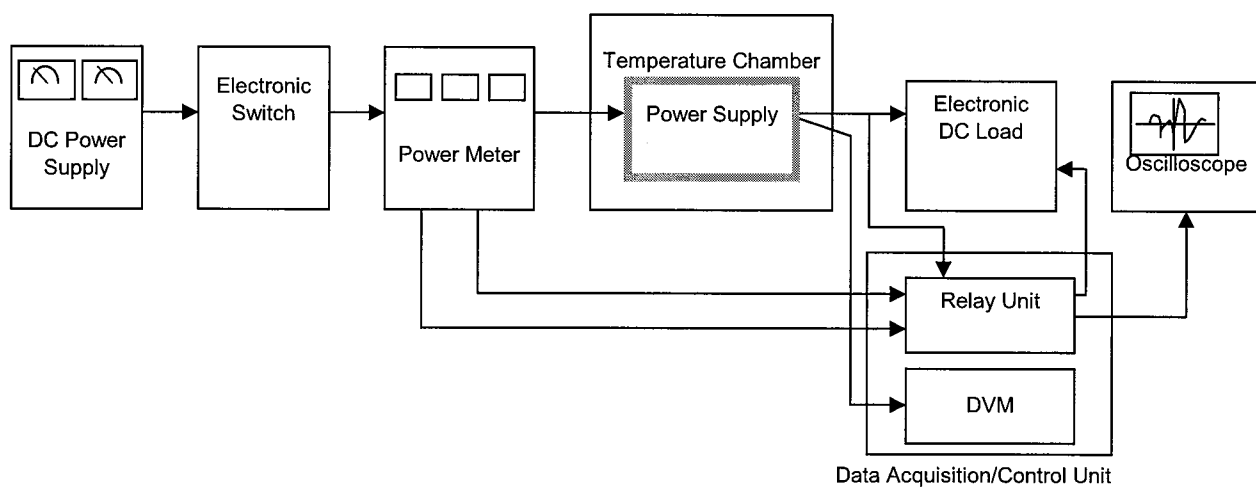 DC Power
Supply
Electronic
Switch
Power Meter
Temperature Chamber
Power Supply
Electronic
DC Load
Oscilloscope
Relay Unit
DVM
Data Acquisition/Control Unit